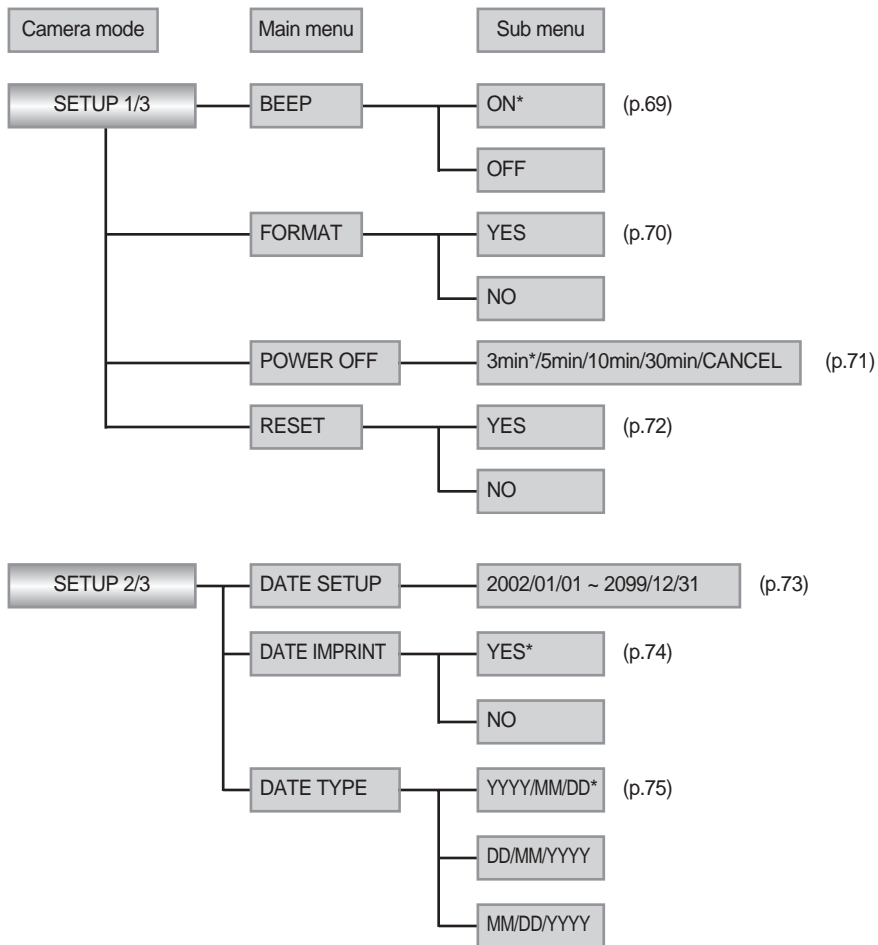 Camera mode Main menu Sub menu
SETUP 1/3 BEEP ON* (p.69)
OFF
FORMAT YES (p.70)
NO
POWER OFF 3min*/5min/10min/30min/CANCEL (p.71)
RESET YES (p.72)
NO
SETUP 2/3 DATE SETUP 2002/01/01 ~ 2099/12/31 (p.73)
DATE IMPRINT YES* (p.74)
NO
DATE TYPE YYYY/MM/DD* (p.75)
DD/MM/YYYY
MM/DD/YYYY